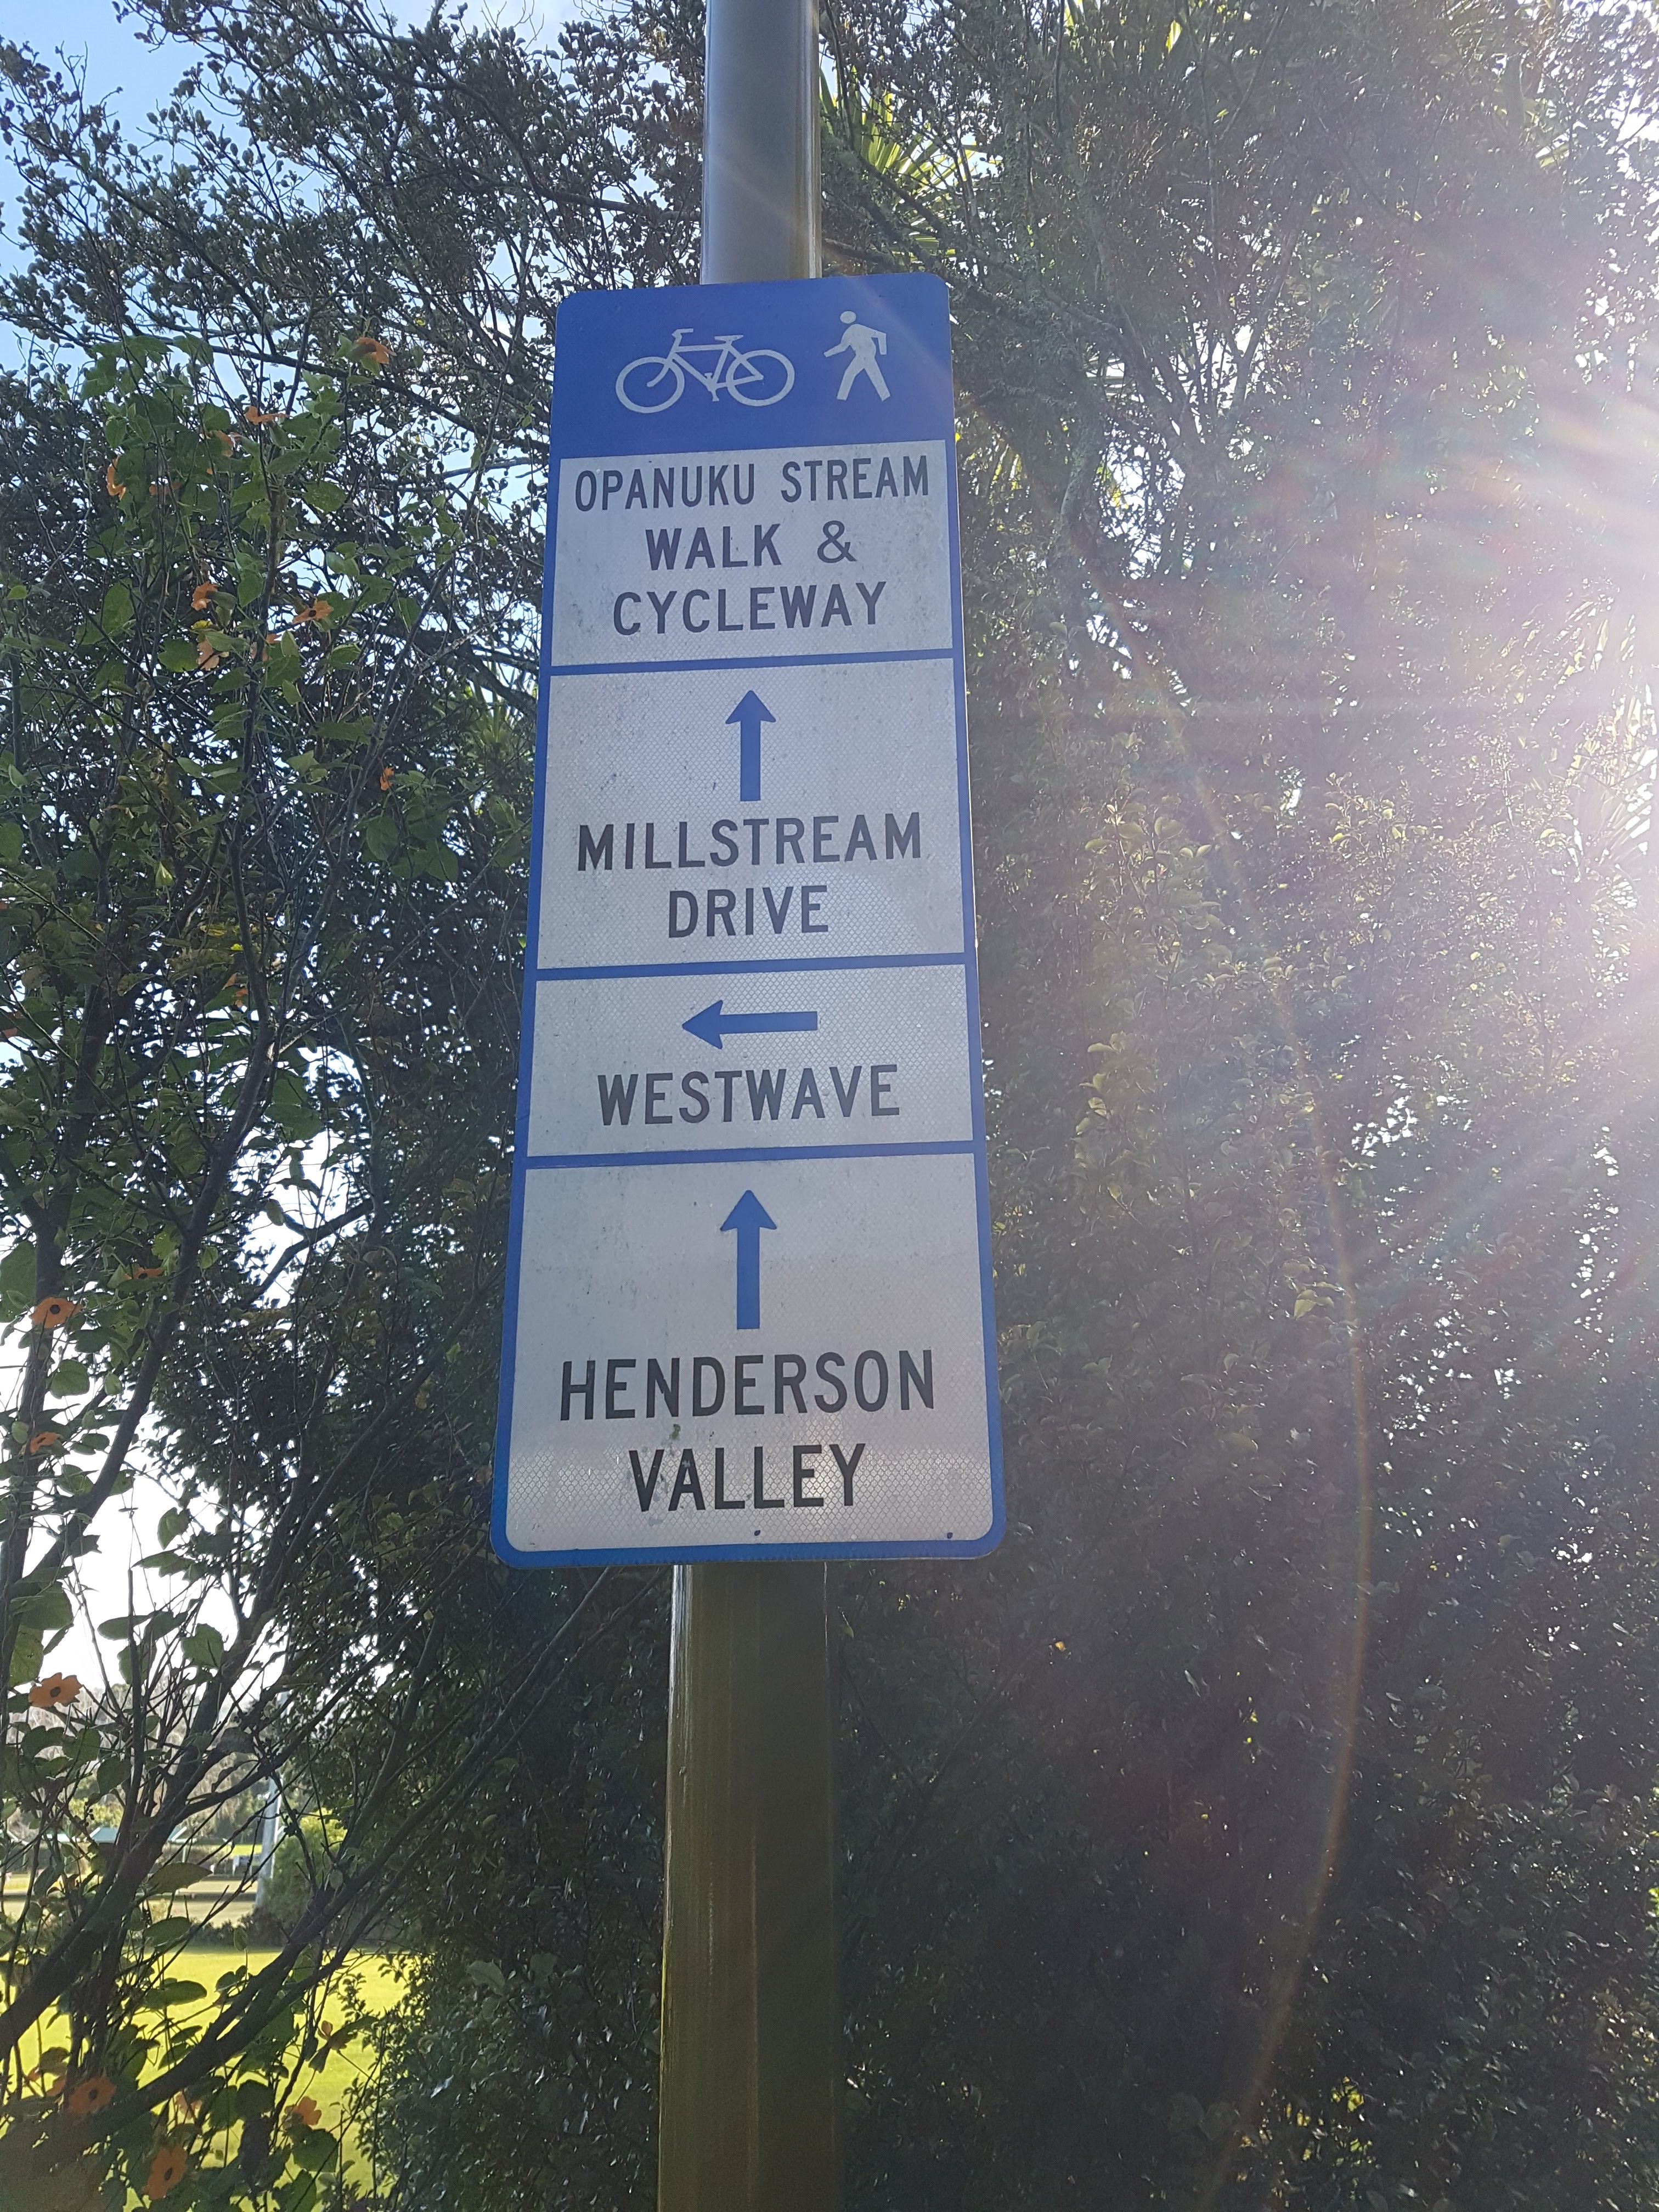 OPANUKU STREAM
WALK &
CYCLEWAY
MILLSTREAM
DRIVE
WESTWAVE
HENDERSON
VALLEY